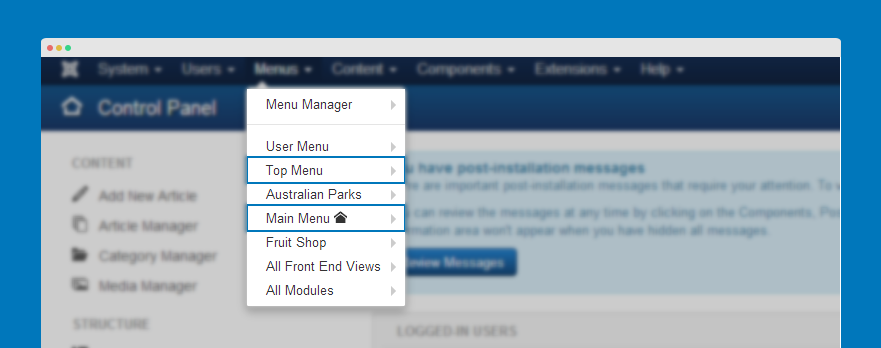 System Users Menus Content Components Extensions Help
Control Panel
Menu Manager
User Menu
Top Menu
Australian Parks
Main Menu
Fruit Shop
All Front End Views
All Modules
CONTENT
Add New Article
Article Manager
Category Manager
Media Manager
STRUCTURE
have post-installation messages
are important post-installation messages that require your attention. To
can review the messages at any time by clicking on the Components,
area won't appear when you have hidden all messages.
Review Messages
LOGGED-IN USERS